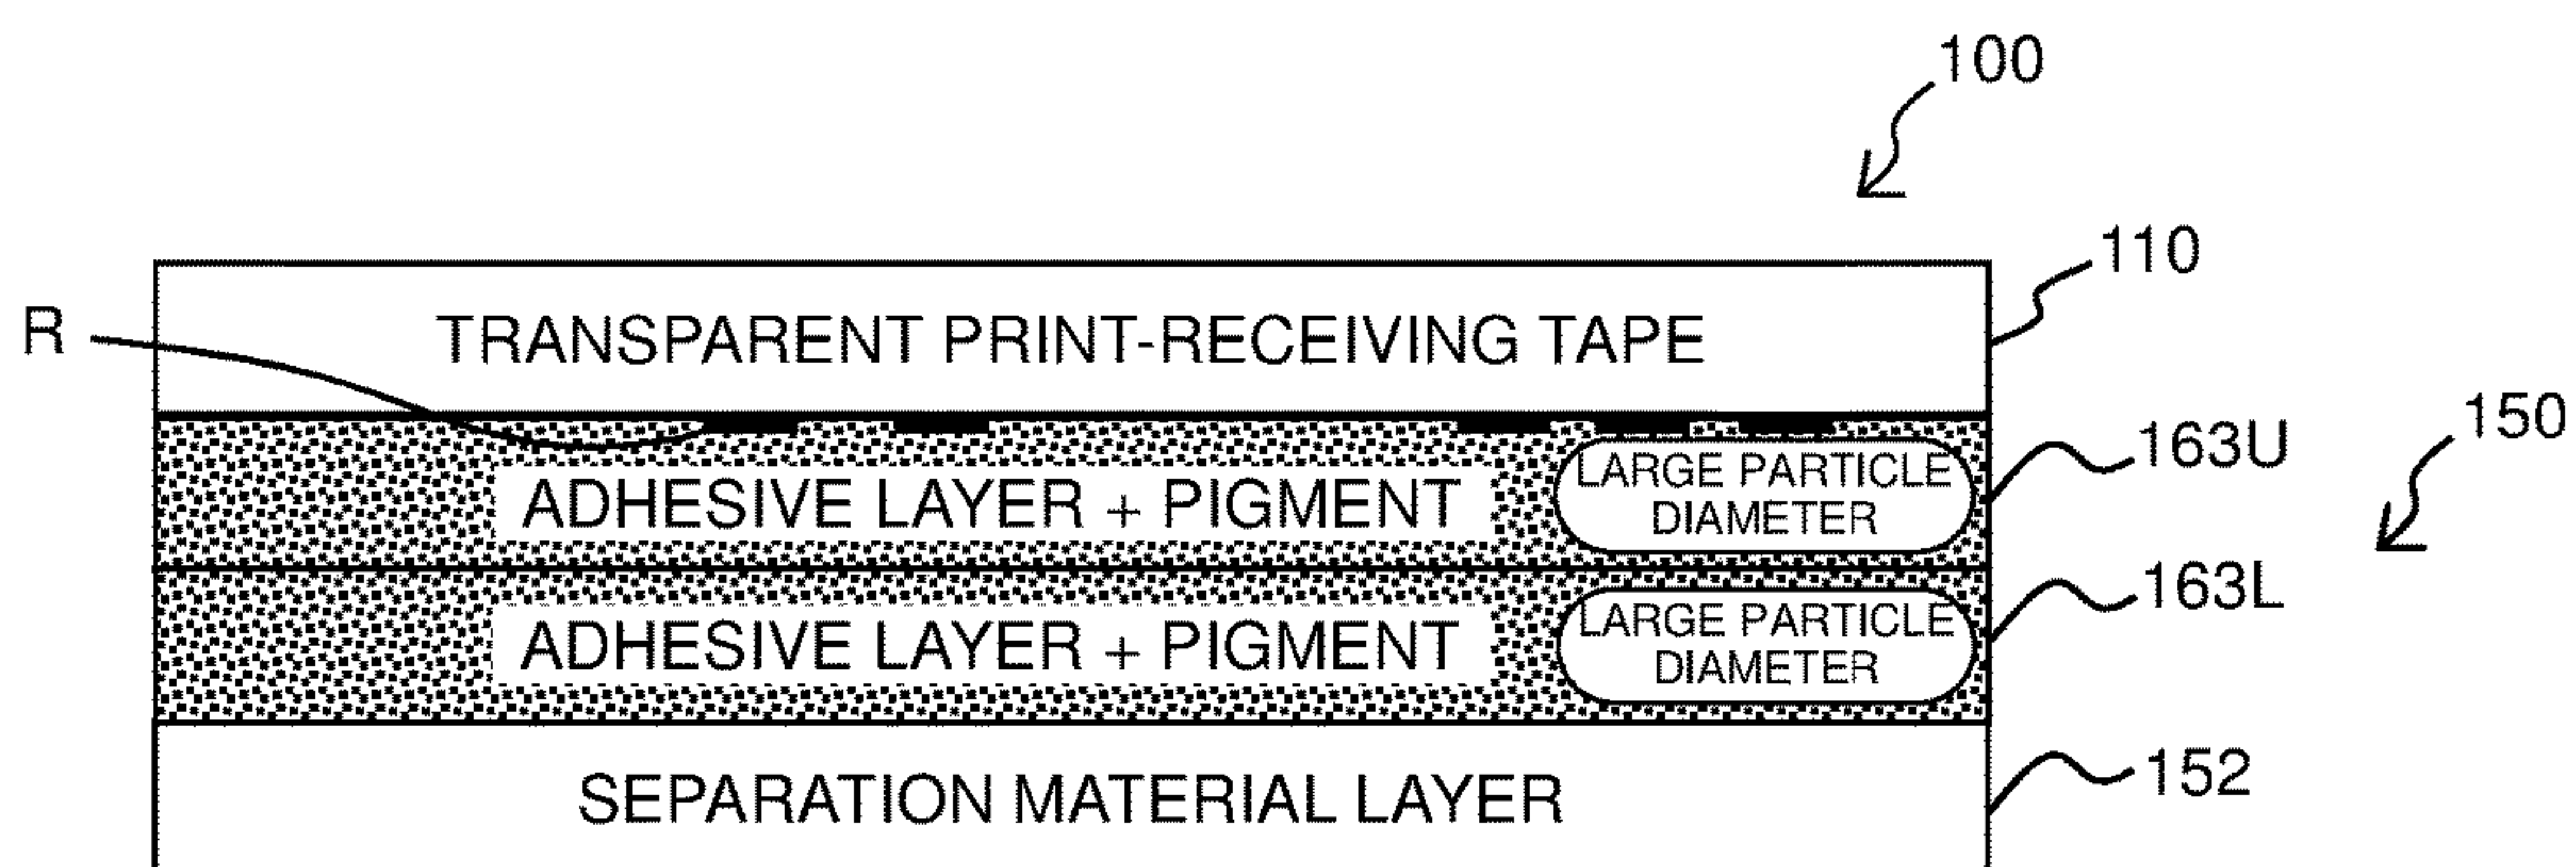 100
110
TRANSPARENT PRINT-RECEIVING TAPE
R
150
163U
LARGE PARTICLE
DIAMETER
ADHESIVE LAYER + PIGMENT
163L
LARGE PARTICLE
DIAMETER
ADHESIVE LAYER + PIGMENT
152
SEPARATION MATERIAL LAYER